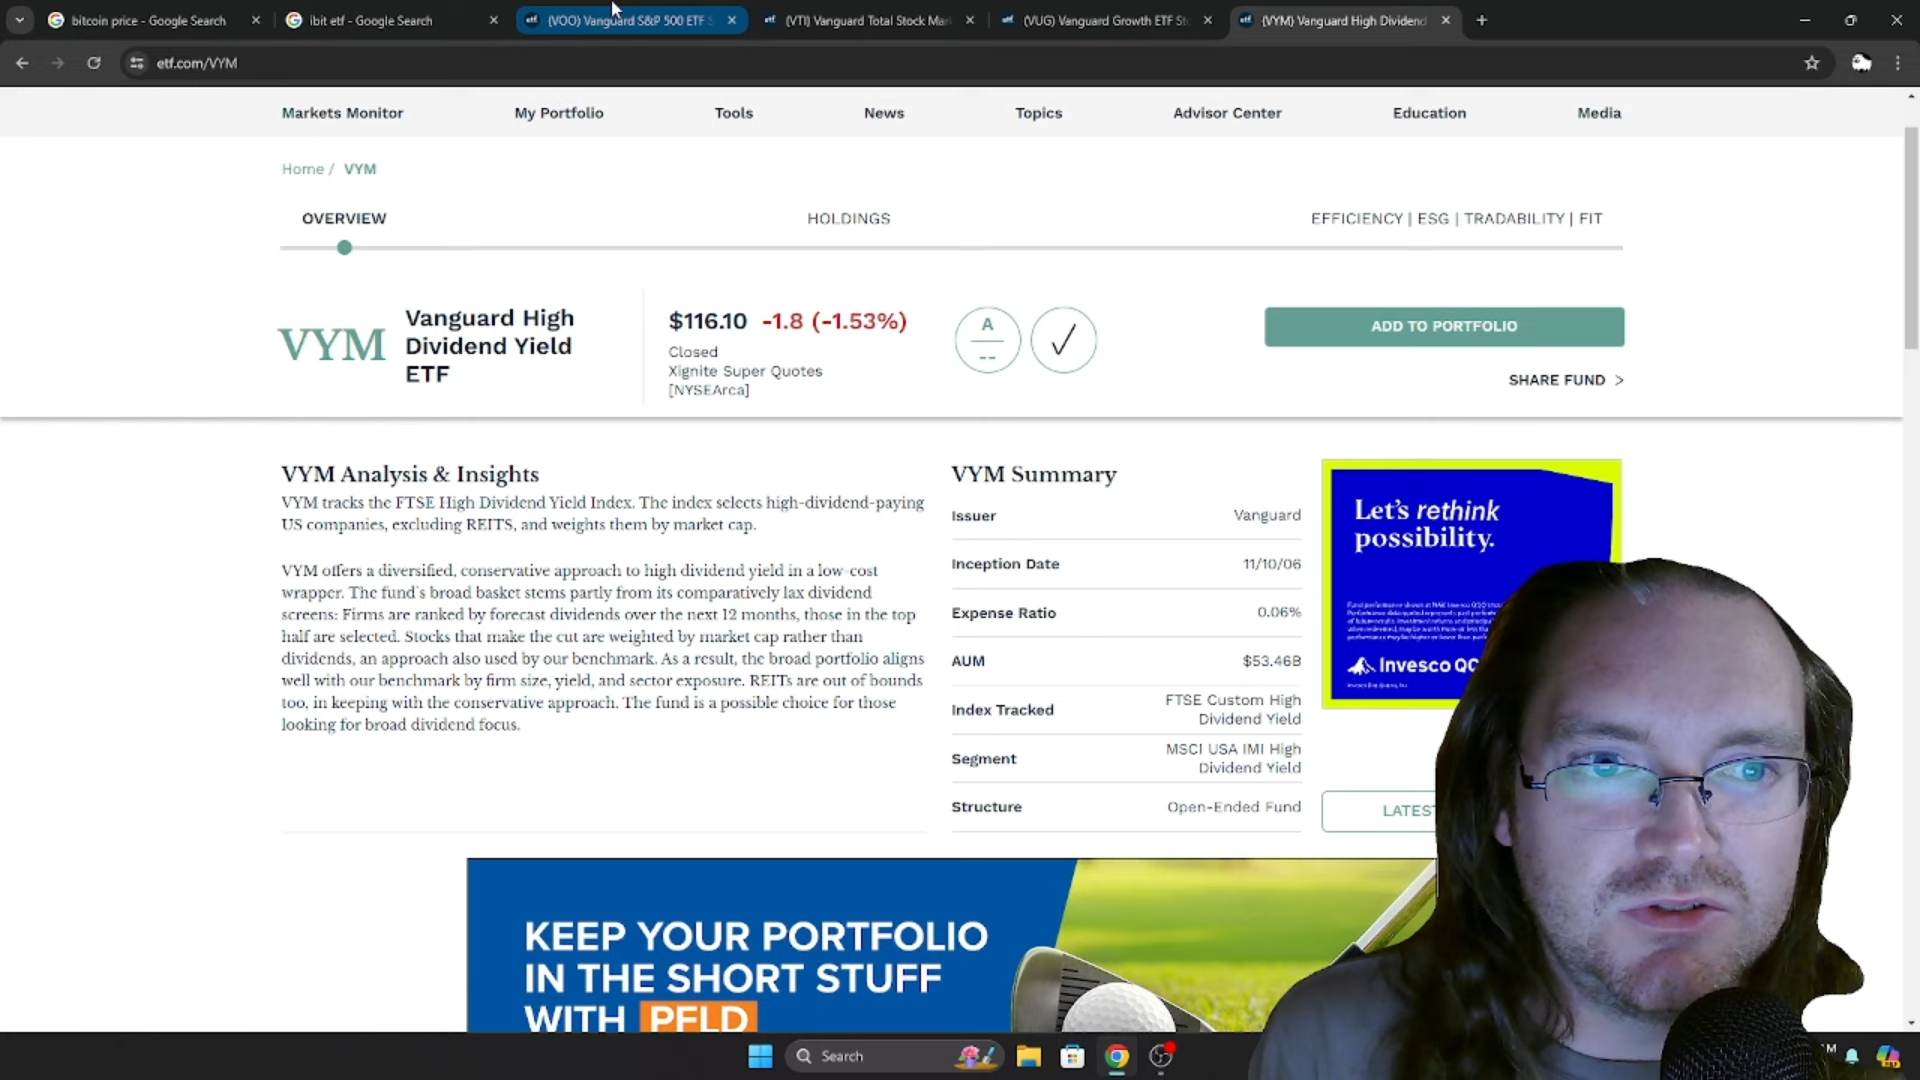 bitcoin price - Google Search
ibit etf - Google Search
(VOO) Vanguard S&P 500 ETF S
(VTI) Vanguard Total Stock Mar
(VUG) Vanguard Growth ETF St
(VYM) Vanguard High Dividend
etf.com/VYM
Markets Monitor
My Portfolio
Tools
News
Topics
Advisor Center
Education
Media
Home / VYM
OVERVIEW
HOLDINGS
EFFICIENCY | ESG | TRADABILITY | FIT
VYM
Vanguard High
Dividend Yield
ETF
$116.10 -1.8 (-1.53%)
Closed
Xignite Super Quotes
[NYSEArca]
A
--
ADD TO PORTFOLIO
SHARE FUND >
VYM Analysis & Insights
VYM tracks the FTSE High Dividend Yield Index. The index selects high-dividend-paying
US companies, excluding REITS, and weights them by market cap.
VYM offers a diversified, conservative approach to high dividend yield in a low-cost
wrapper. The fund`s broad basket stems partly from its comparatively lax dividend
screens: Firms are ranked by forecast dividends over the next 12 months, those in the top
half are selected. Stocks that make the cut are weighted by market cap rather than
dividends, an approach also used by our benchmark. As a result, the broad portfolio aligns
well with our benchmark by firm size, yield, and sector exposure. REITs are out of bounds
too, in keeping with the conservative approach. The fund is a possible choice for those
looking for broad dividend focus.
VYM Summary
Issuer Vanguard
Inception Date 11/10/06
Expense Ratio 0.06%
AUM $53.46B
Index Tracked FTSE Custom High
Dividend Yield
Segment MSCI USA IMI High
Dividend Yield
Structure Open-Ended Fund
Let's rethink
possibility.
Invesco QQ
LATEST
KEEP YOUR PORTFOLIO
IN THE SHORT STUFF
WITH PFLD
Search